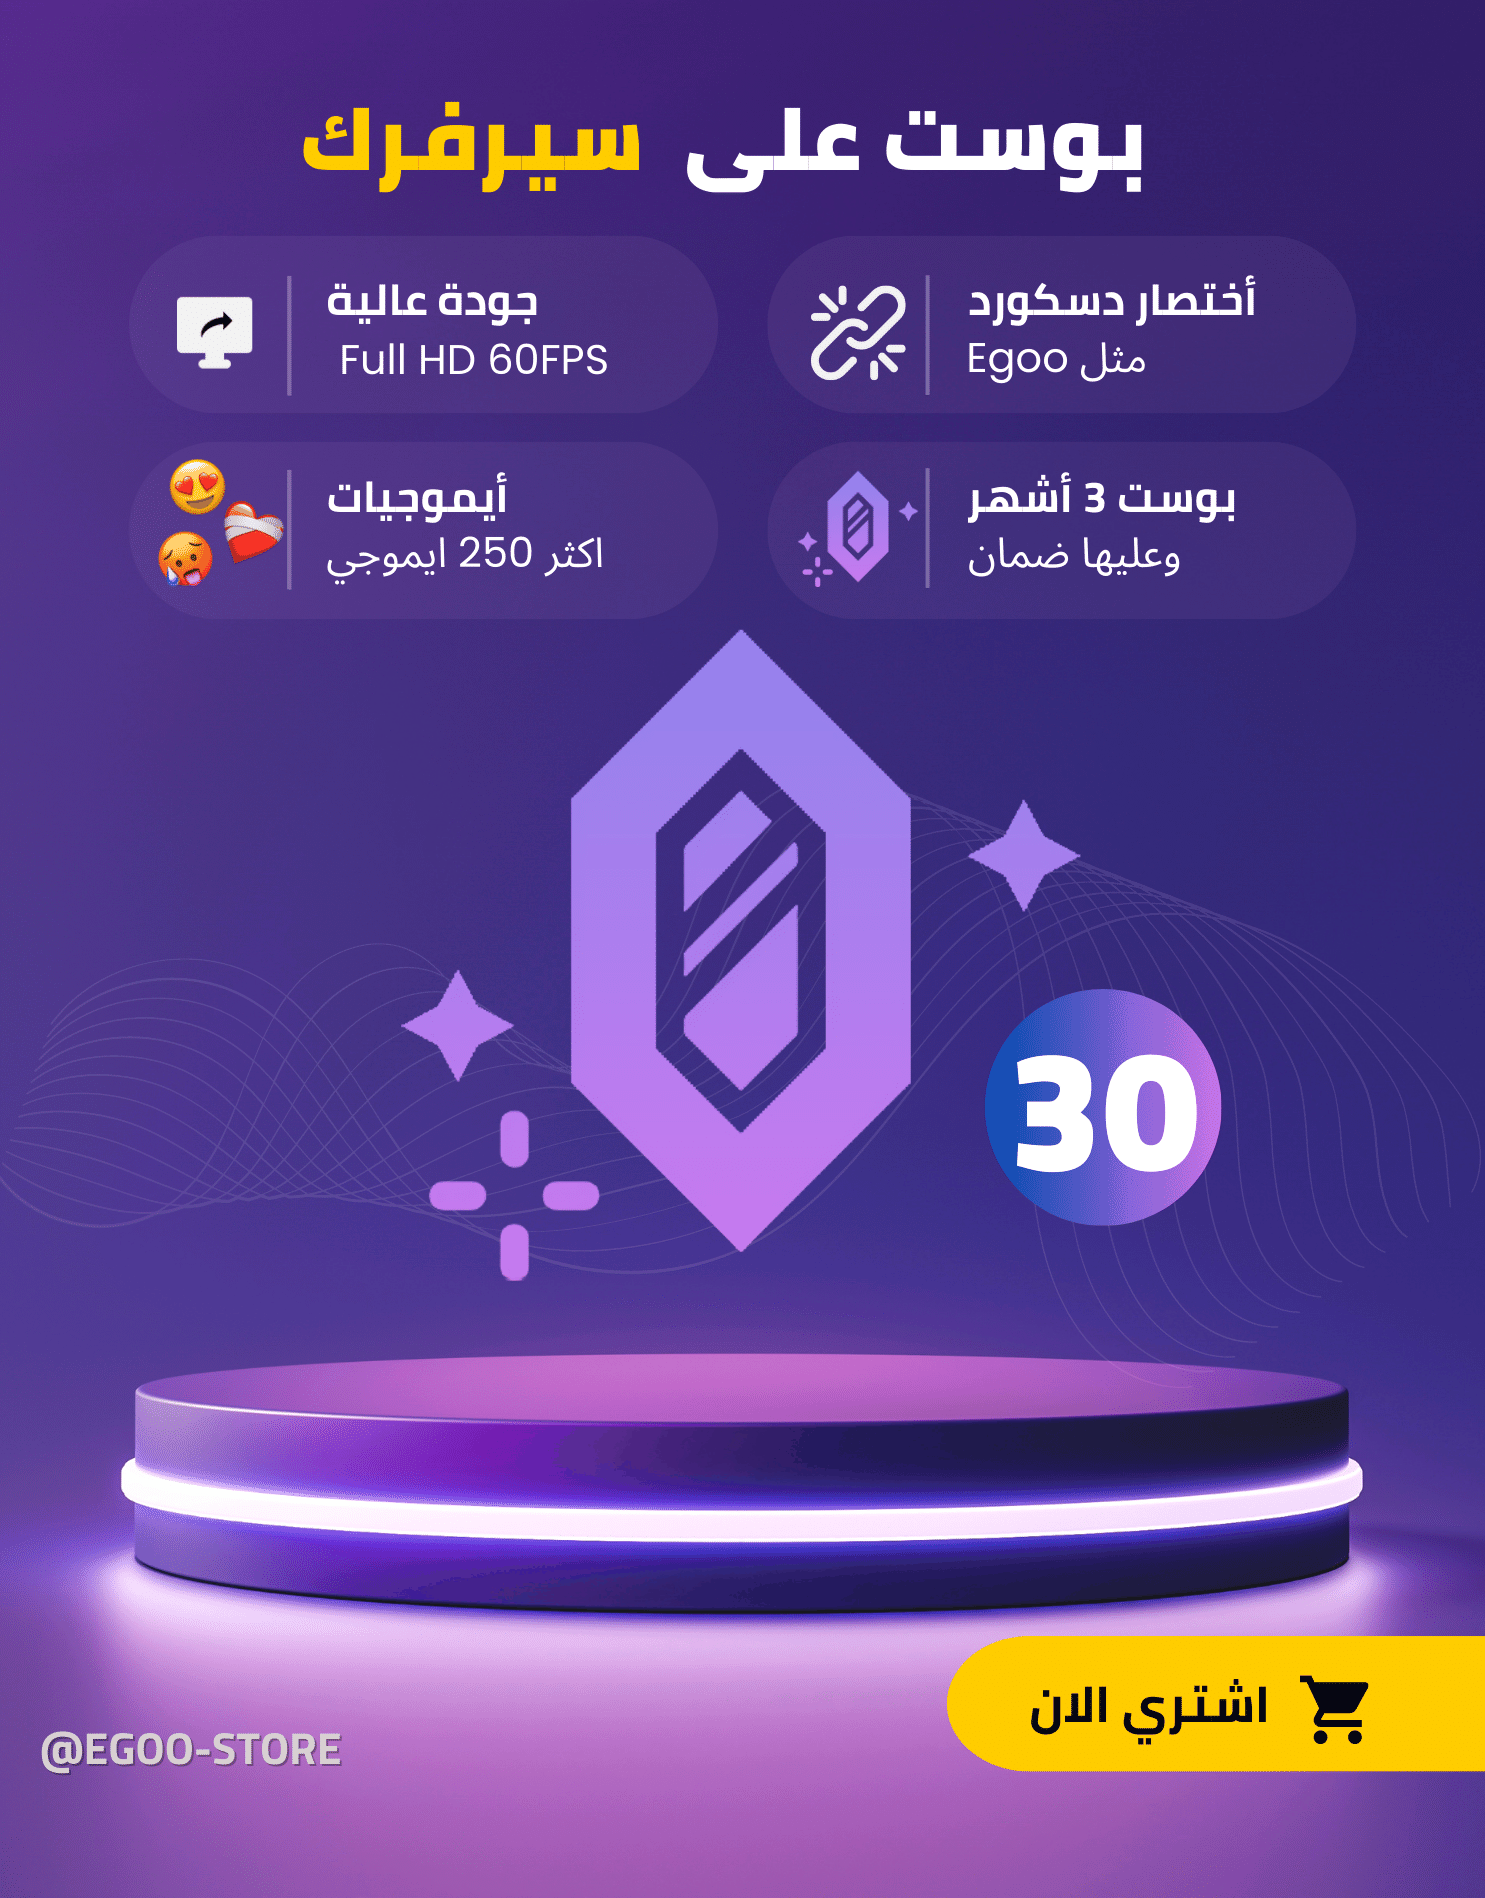 بوست على سيرفرك
أختصار دسكورد
مثل Egoo
جودة عالية
Full HD 60FPS
بوست 3 أشهر
وعليها ضمان
أيموجيات
اكثر 250 ايموجي
30
اشتري الان
@EGOO-STORE